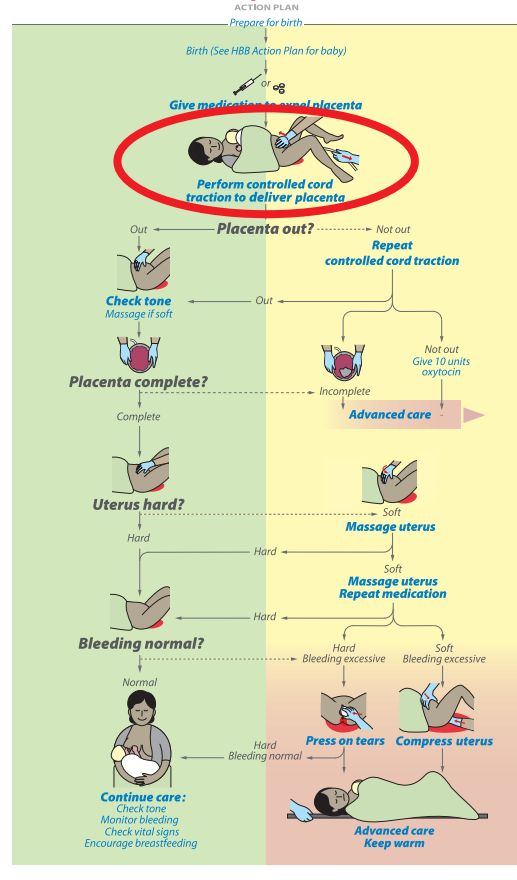 ACTION PLAN
Prepare for birth
Birth (See HBB Action Plan for baby)
or
Give medication to expel placenta
Perform controlled cord
traction to deliver placenta
Out
Placenta out?
Not out
Repeat
controlled cord traction
Check tone
Massage if soft
Out
Not out
Give 10 units
oxytocin
Placenta complete?
Incomplete
Complete
Advanced care
Uterus hard?
Soft
Massage uterus
Hard
Hard
Soft
Massage uterus
Repeat medication
Hard
Bleeding normal?
Hard
Bleeding excessive
Soft
Bleeding excessive
Normal
Press on tears
Compress uterus
Hard
Bleeding normal
Continue care:
Check tone
Monitor bleeding
Check vital signs
Encourage breastfeeding
Advanced care
Keep warm